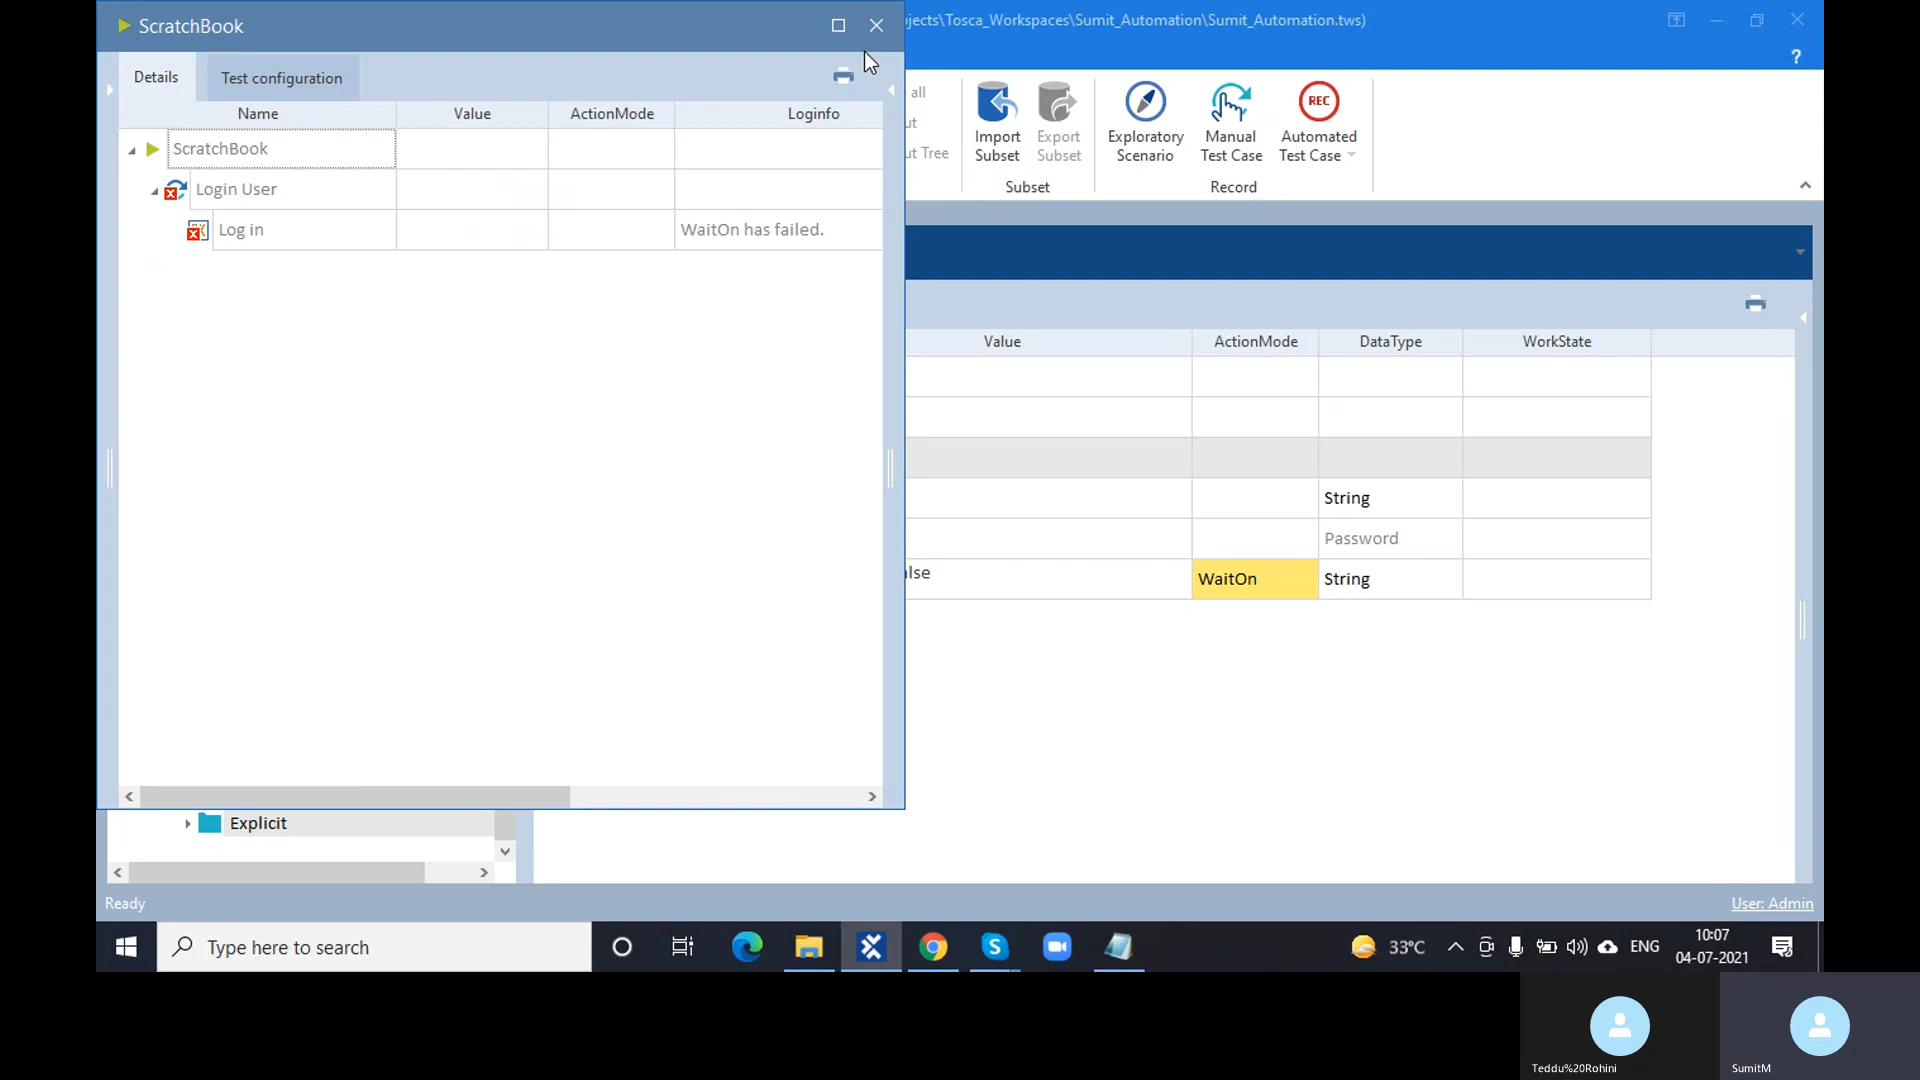 ScratchBook
jects\Tosca_Workspaces\Sumit_Automation\Sumit_Automation.tws)
?
Details
Test configuration
all
ut
ut Tree
Import
Subset
Export
Subset
Subset
Exploratory
Scenario
Manual
Test Case
REC
Automated
Test Case
Record
Name Value ActionMode Loginfo
ScratchBook
Login User
Log in WaitOn has failed.
Value ActionMode DataType WorkState
String
Password
alse WaitOn String
Explicit
Ready
User: Admin
Type here to search
33°C
ENG
10:07
04-07-2021
Teddu%20Rohini
SumitM